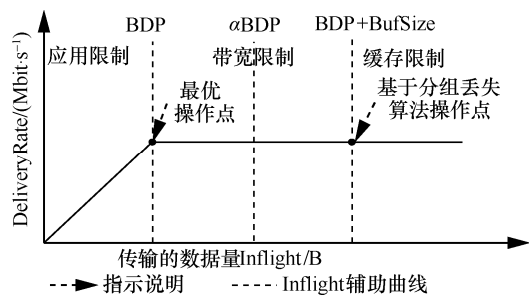 BDP αBDP BDP+BufSize
应用限制 带宽限制 缓存限制
最优
操作点
基于分组丢失
算法操作点
DeliveryRate/(Mbit·s⁻¹)
传输的数据量Inflight/B
指示说明 Inflight辅助曲线